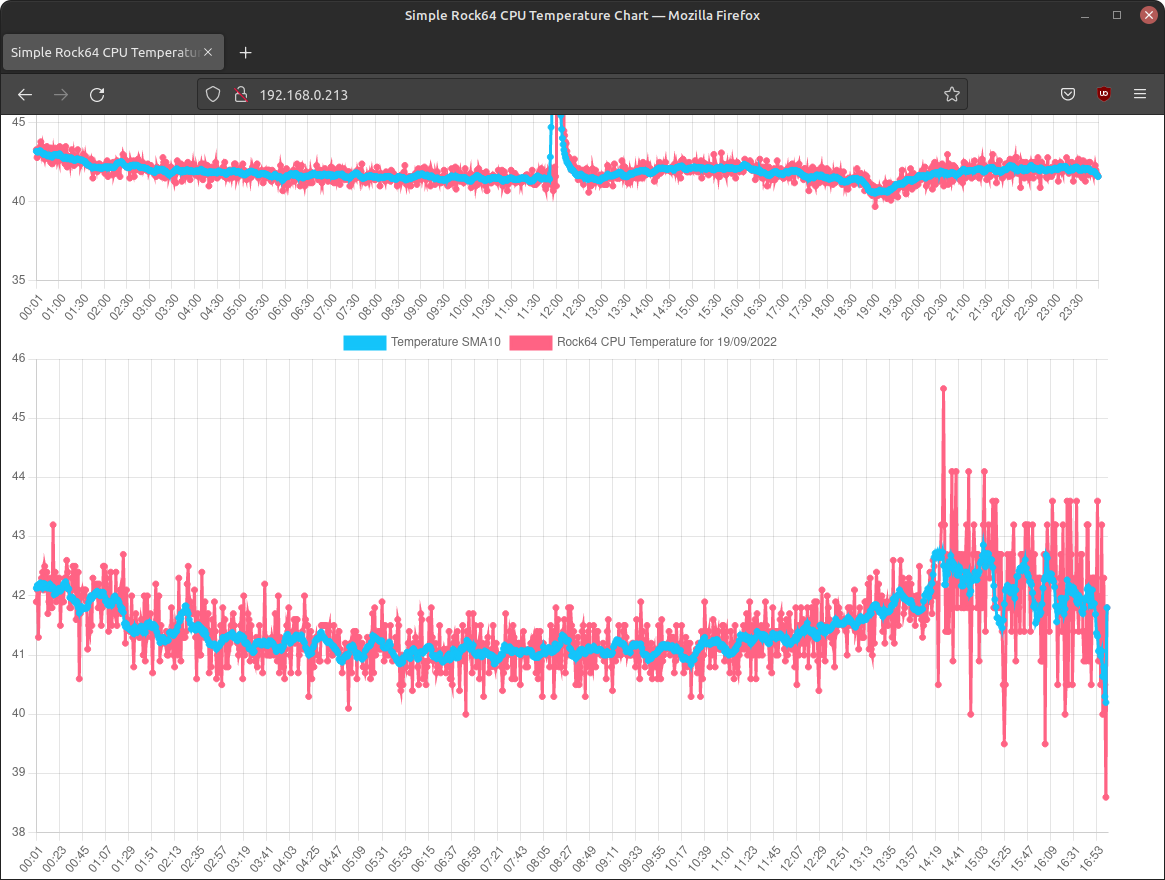 Simple Rock64 CPU Temperature Chart — Mozilla Firefox
Simple Rock64 CPU Temperatu
192.168.0.213
45
40
35
00:01 01:00 01:30 02:00 02:30 03:00 03:30 04:00 04:30 05:00 05:30 06:00 06:30 07:00 07:30 08:00 08:30 09:00 09:30 10:00 10:30 11:00 11:30 12:00 12:30 13:00 13:30 14:00 14:30 15:00 15:30 16:00 16:30 17:00 17:30 18:00 18:30 19:00 19:30 20:00 20:30 21:00 21:30 22:00 22:30 23:00 23:30
Temperature SMA10 Rock64 CPU Temperature for 19/09/2022
46
45
44
43
42
41
40
39
38
00:01 00:23 00:45 01:07 01:29 01:51 02:13 02:35 02:57 03:19 03:41 04:03 04:25 04:47 05:09 05:31 05:53 06:15 06:37 06:59 07:21 07:43 08:05 08:27 08:49 09:11 09:33 09:55 10:17 10:39 11:01 11:23 11:45 12:07 12:29 12:51 13:13 13:35 13:57 14:19 14:41 15:03 15:25 15:47 16:09 16:31 16:53